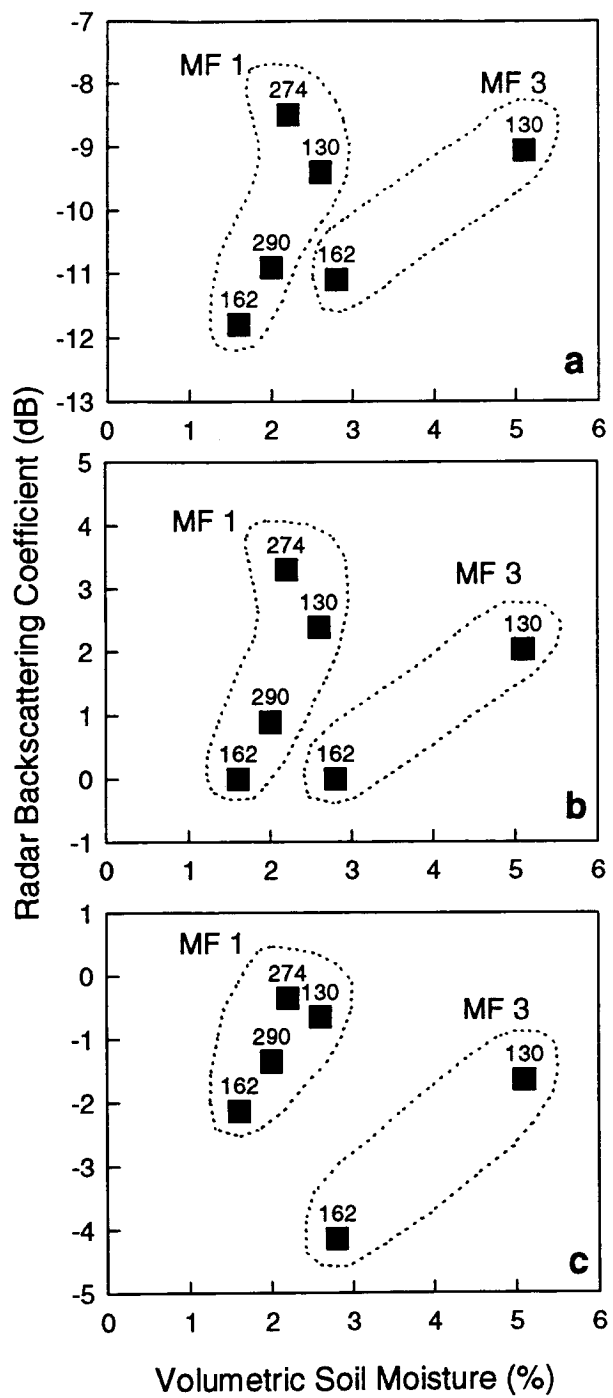 Radar Backscattering Coefficient (dB)
-7
-8
-9
-10
-11
-12
-13
MF 1
274
130
290
162
MF 3
130
162
a
0 1 2 3 4 5 6
5
4
3
2
1
0
-1
MF 1
274
130
290
162
MF 3
130
162
b
0 1 2 3 4 5 6
1
0
-1
-2
-3
-4
-5
MF 1
274
130
290
162
MF 3
130
162
c
0 1 2 3 4 5 6
Volumetric Soil Moisture (%)